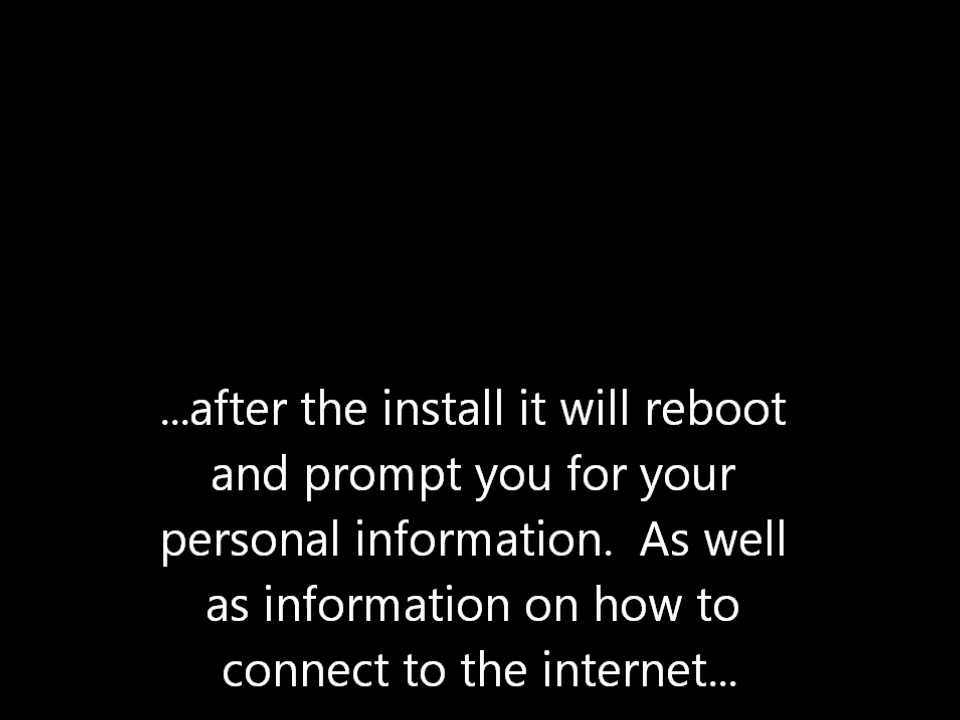 ...after the install it will reboot
and prompt you for your
personal information.  As well
as information on how to
connect to the internet...